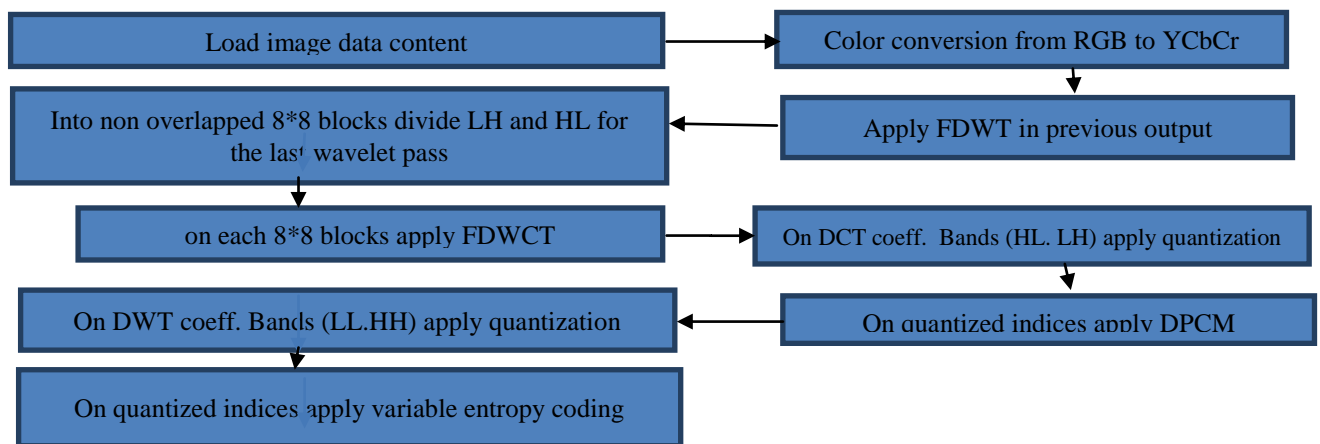 Load image data content
Color conversion from RGB to YCbCr
Into non overlapped 8*8 blocks divide LH and HL for
the last wavelet pass
Apply FDWT in previous output
on each 8*8 blocks apply FDWCT
On DCT coeff. Bands (HL. LH) apply quantization
On DWT coeff. Bands (LL.HH) apply quantization
On quantized indices apply DPCM
On quantized indices apply variable entropy coding